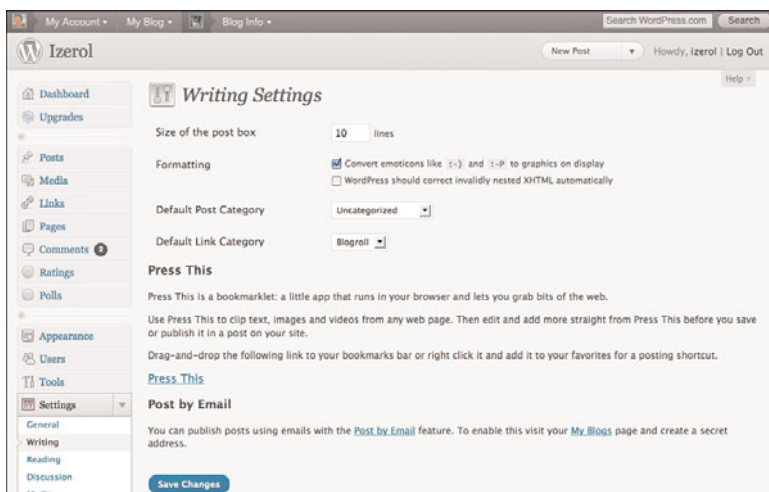 My Account My Blog Blog Info Search WordPress.com Search
Izerol New Post Howdy, izerol | Log Out
Help
Dashboard
Upgrades
Posts
Media
Links
Pages
Comments 2
Ratings
Polls
Appearance
Users
Tools
Settings
General
Writing
Reading
Discussion
Writing Settings
Size of the post box 10 lines
Formatting Convert emoticons like :-) and :-P to graphics on display
WordPress should correct invalidly nested XHTML automatically
Default Post Category Uncategorized
Default Link Category Blogroll
Press This
Press This is a bookmarklet: a little app that runs in your browser and lets you grab bits of the web.
Use Press This to clip text, images and videos from any web page. Then edit and add more straight from Press This before you save
or publish it in a post on your site.
Drag-and-drop the following link to your bookmarks bar or right click it and add it to your favorites for a posting shortcut.
Press This
Post by Email
You can publish posts using emails with the Post by Email feature. To enable this visit your My Blogs page and create a secret
address.
Save Changes